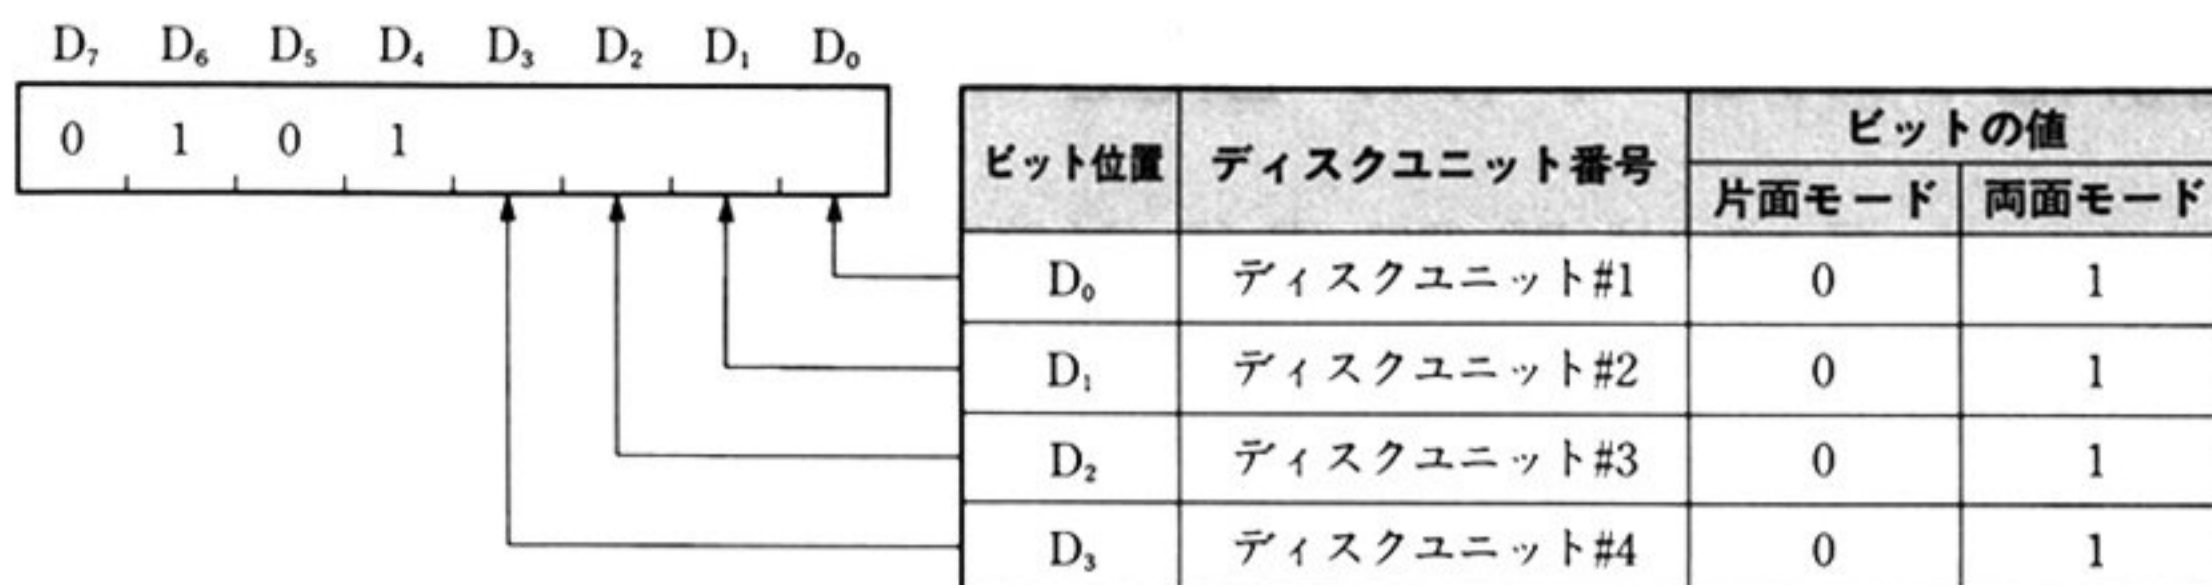 D₇ D₆ D₅ D₄ D₃ D₂ D₁ D₀
0 1 0 1
ビット位置 ディスクユニット番号 ビットの値
片面モード 両面モード
D₀ ディスクユニット#1 0 1
D₁ ディスクユニット#2 0 1
D₂ ディスクユニット#3 0 1
D₃ ディスクユニット#4 0 1